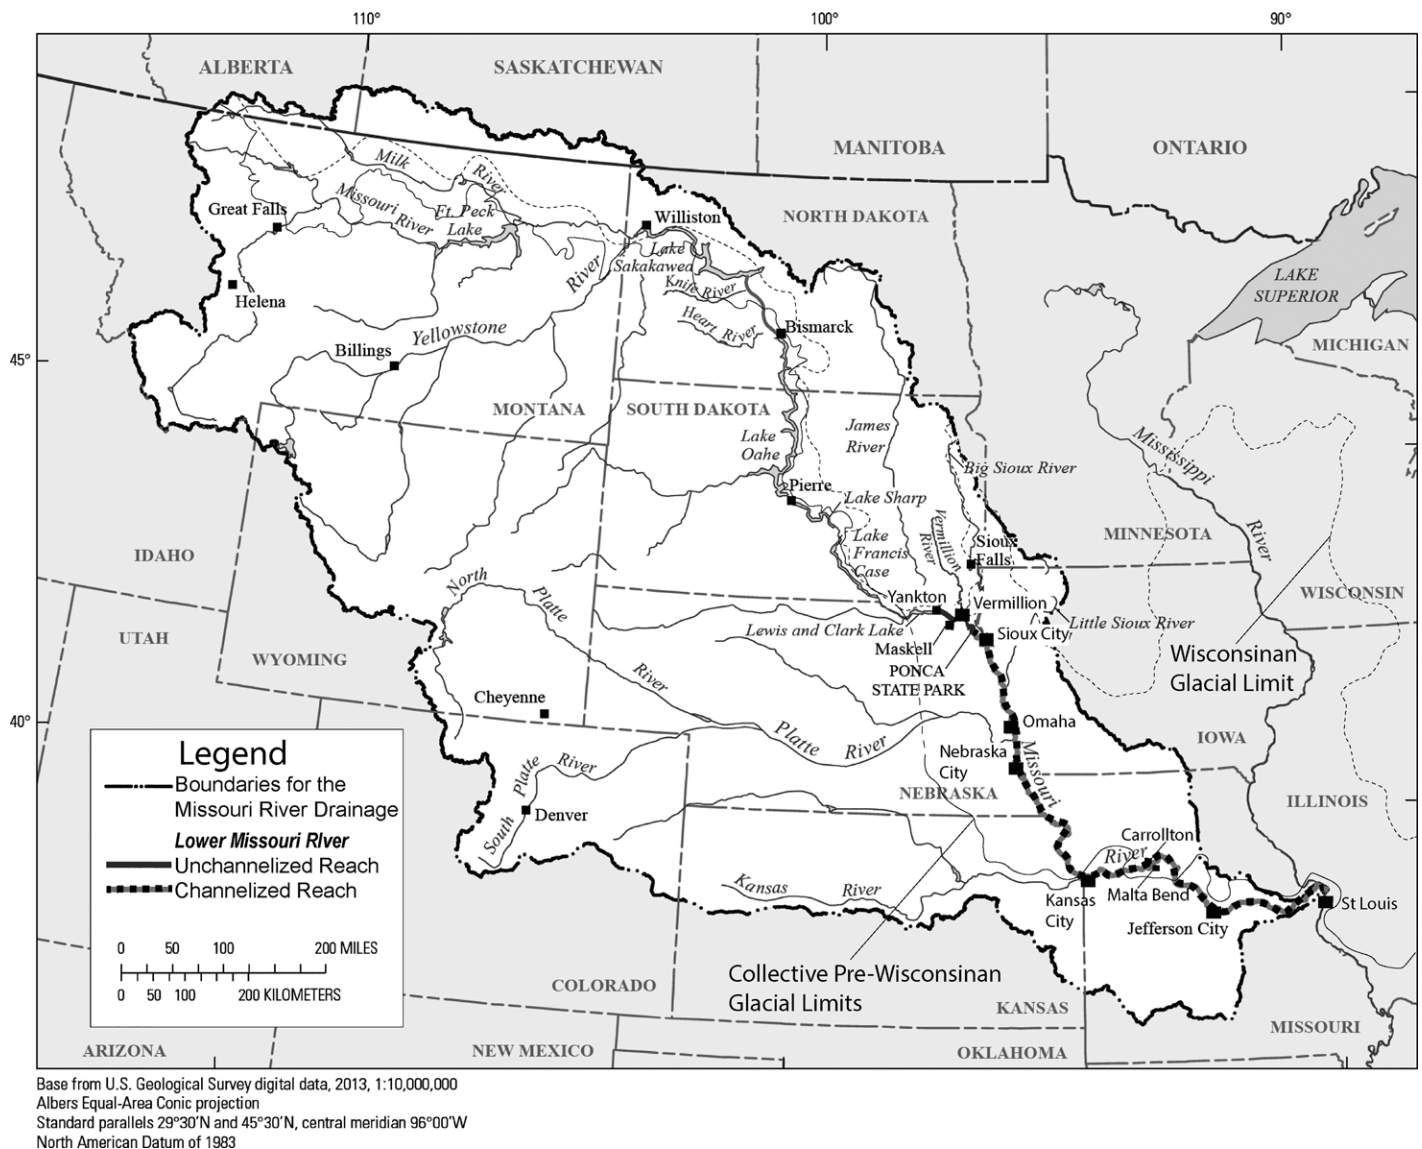 110°
100°
90°
ALBERTA
SASKATCHEWAN
MANITOBA
ONTARIO
Milk
River
Missouri
River
Great Falls
Ft. Peck
Lake
Williston
NORTH DAKOTA
Lake
Sakakawea
River
Knife River
Heart River
Bismarck
Helena
LAKE
SUPERIOR
MICHIGAN
Yellowstone
Billings
45°
MONTANA
SOUTH DAKOTA
James
River
Lake
Oahe
Mississippi
River
Big Sioux River
Pierre
Lake Sharp
Vermillion
River
Lake
Francis
Case
Sioux
Falls
MINNESOTA
IDAHO
WISCONSIN
North
Platte
River
Yankton
Vermillion
Lewis and Clark Lake
Sioux City
Little Sioux River
Maskell
PONCA
STATE PARK
UTAH
WYOMING
Wisconsinan
Glacial Limit
Cheyenne
40°
Omaha
Platte
River
IOWA
Nebraska
City
Missouri
River
NEBRASKA
ILLINOIS
South
Platte
River
Denver
Carrollton
Malta Bend
Kansas
River
Kansas
City
St Louis
Jefferson City
Collective Pre-Wisconsinan
Glacial Limits
COLORADO
KANSAS
MISSOURI
ARIZONA
NEW MEXICO
OKLAHOMA
Legend
Boundaries for the
Missouri River Drainage
Lower Missouri RIver
Unchannelized Reach
Channelized Reach
0 50 100 200 MILES
0 50 100 200 KILOMETERS
Base from U.S. Geological Survey digital data, 2013, 1:10,000,000
Albers Equal-Area Conic projection
Standard parallels 29°30'N and 45°30'N, central meridian 96°00'W
North American Datum of 1983